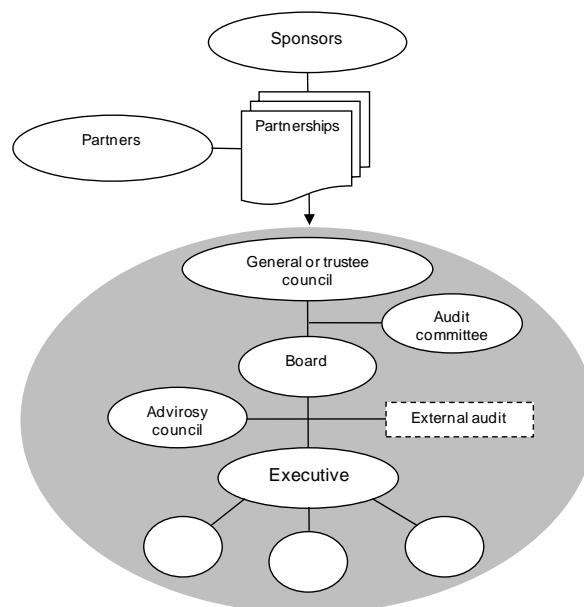 Sponsors
Partnerships
Partners
General or trustee
council
Audit
committee
Board
Advirosy
council
External audit
Executive